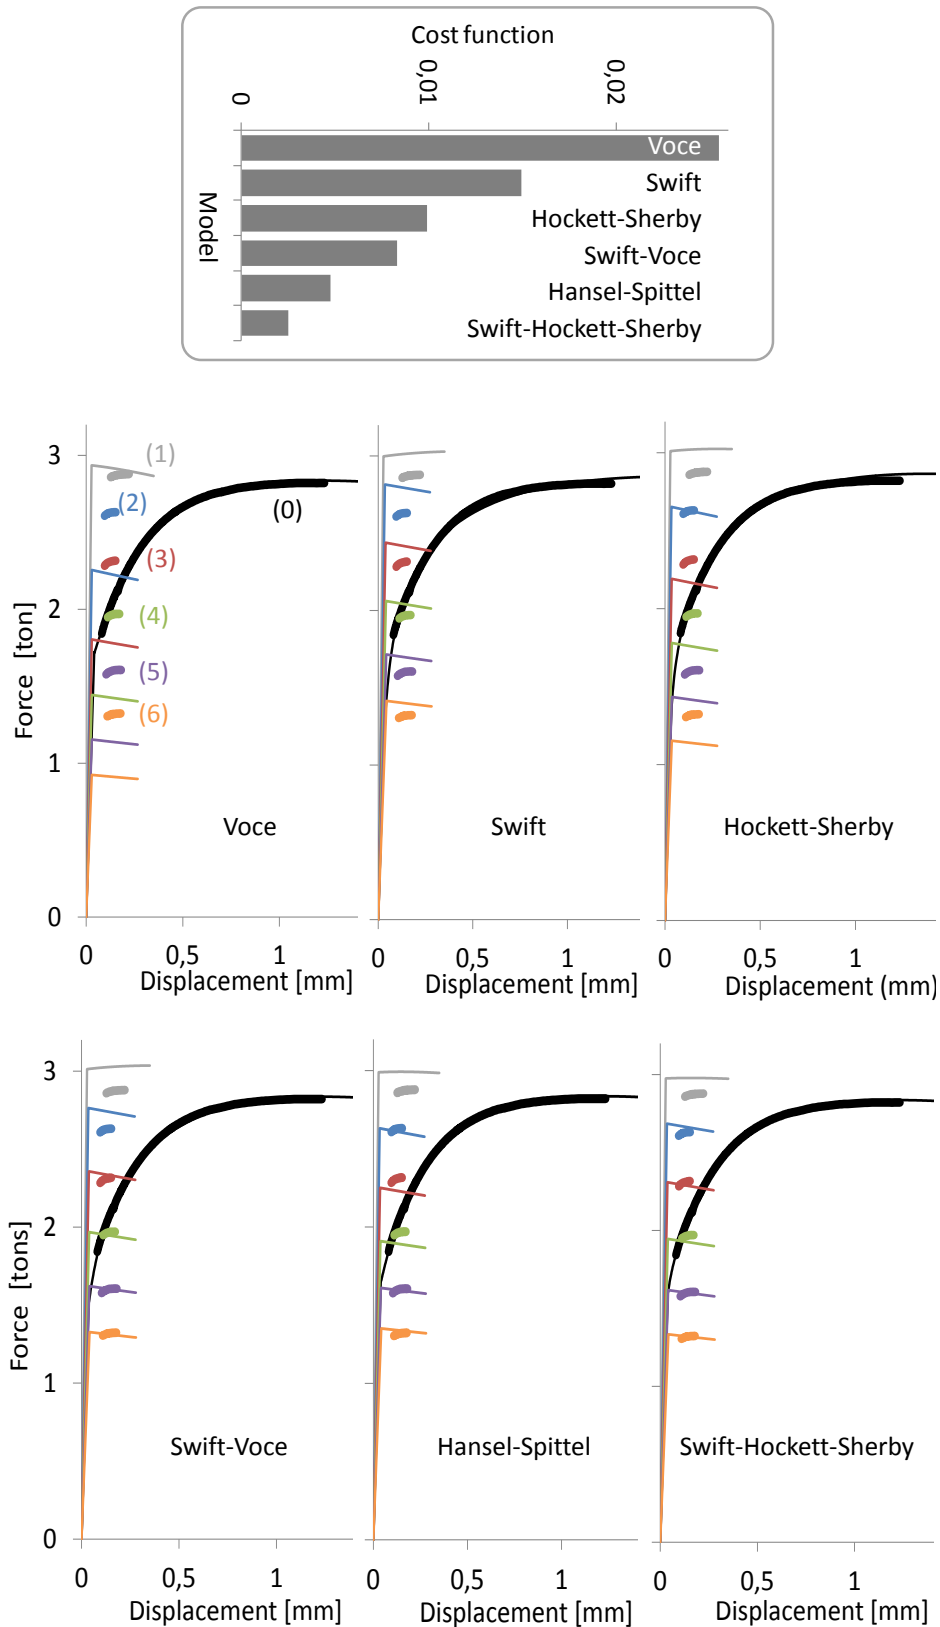 Cost function
0
0,01
0,02
Model
Voce
Swift
Hockett-Sherby
Swift-Voce
Hansel-Spittel
Swift-Hockett-Sherby
Force [ton]
3
2
1
0
(1)
(2)
(0)
(3)
(4)
(5)
(6)
Voce
Swift
Hockett-Sherby
0 0,5 1
0 0,5 1
0 0,5 1
Displacement [mm]
Displacement [mm]
Displacement (mm)
Force [tons]
3
2
1
0
Swift-Voce
Hansel-Spittel
Swift-Hockett-Sherby
0 0,5 1
0 0,5 1
0 0,5 1
Displacement [mm]
Displacement [mm]
Displacement [mm]